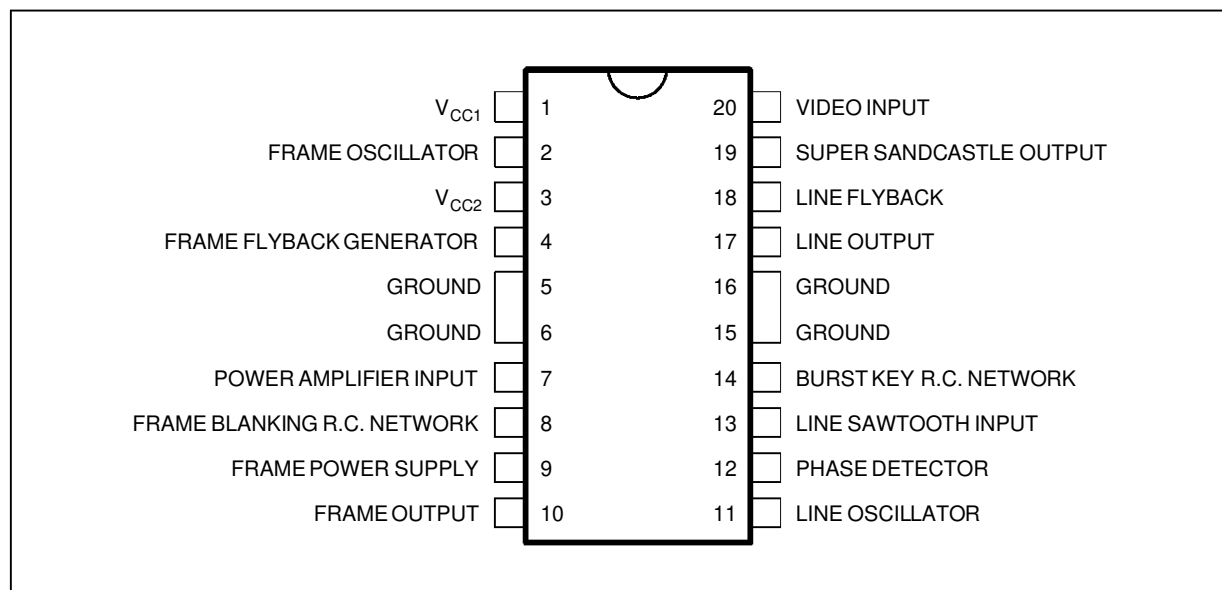 V_CC1 1 20 VIDEO INPUT
FRAME OSCILLATOR 2 19 SUPER SANDCASTLE OUTPUT
V_CC2 3 18 LINE FLYBACK
FRAME FLYBACK GENERATOR 4 17 LINE OUTPUT
GROUND 5 16 GROUND
GROUND 6 15 GROUND
POWER AMPLIFIER INPUT 7 14 BURST KEY R.C. NETWORK
FRAME BLANKING R.C. NETWORK 8 13 LINE SAWTOOTH INPUT
FRAME POWER SUPPLY 9 12 PHASE DETECTOR
FRAME OUTPUT 10 11 LINE OSCILLATOR